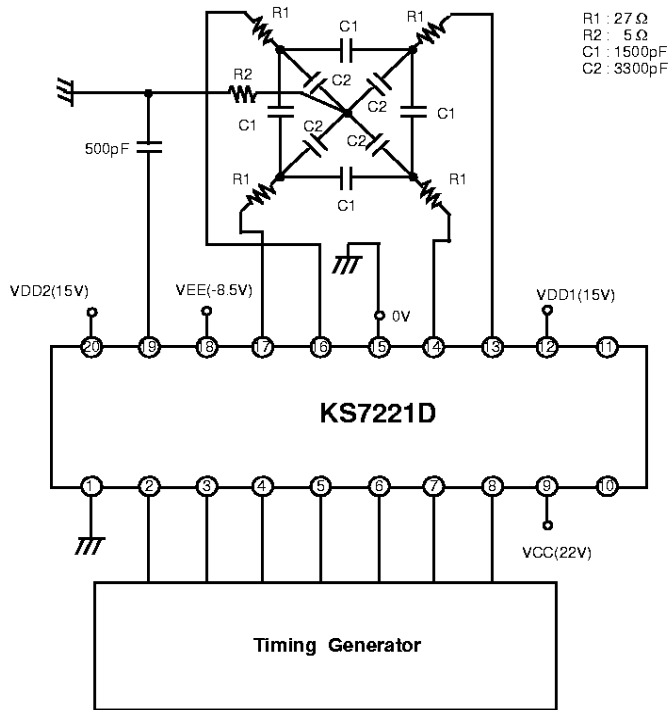 R1
C1
R1
R1 : 27 Ω
R2 : 5 Ω
C1 : 1500pF
C2 : 3300pF
R2
C2
C2
C1
C1
C2
C2
500pF
R1
C1
R1
VDD2(15V)
VEE(-8.5V)
0V
VDD1(15V)
20 19 18 17 16 15 14 13 12 11
KS7221D
1 2 3 4 5 6 7 8 9 10
VCC(22V)
Timing Generator